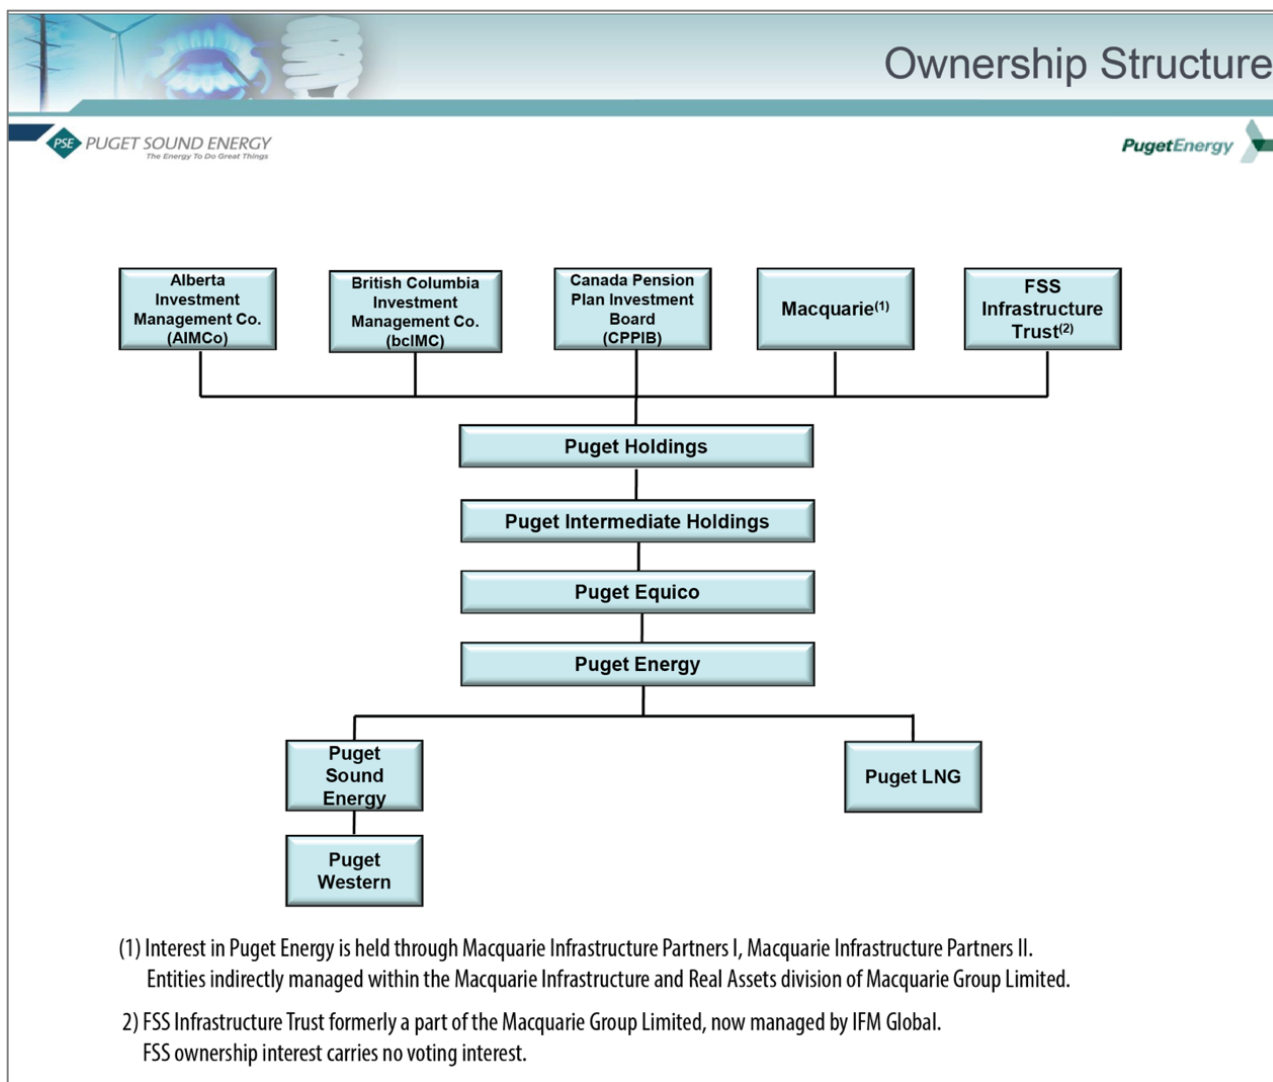 Ownership Structure
PSE PUGET SOUND ENERGY
The Energy To Do Great Things
PugetEnergy
Alberta
Investment
Management Co.
(AIMCo)
British Columbia
Investment
Management Co.
(bcIMC)
Canada Pension
Plan Investment
Board
(CPPIB)
Macquarie(1)
FSS
Infrastructure
Trust(2)
Puget Holdings
Puget Intermediate Holdings
Puget Equico
Puget Energy
Puget
Sound
Energy
Puget LNG
Puget
Western
(1) Interest in Puget Energy is held through Macquarie Infrastructure Partners I, Macquarie Infrastructure Partners II.
Entities indirectly managed within the Macquarie Infrastructure and Real Assets division of Macquarie Group Limited.
2) FSS Infrastructure Trust formerly a part of the Macquarie Group Limited, now managed by IFM Global.
FSS ownership interest carries no voting interest.